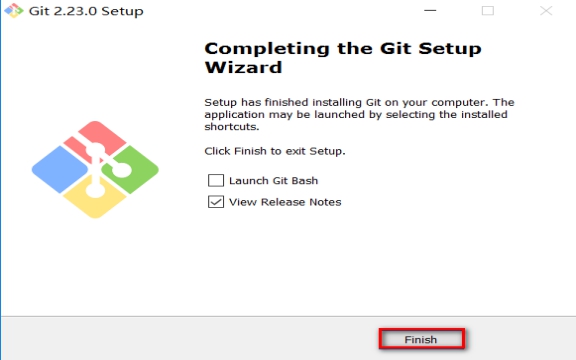 Git 2.23.0 Setup
Completing the Git Setup
Wizard
Setup has finished installing Git on your computer. The
application may be launched by selecting the installed
shortcuts.
Click Finish to exit Setup.
Launch Git Bash
View Release Notes
Finish